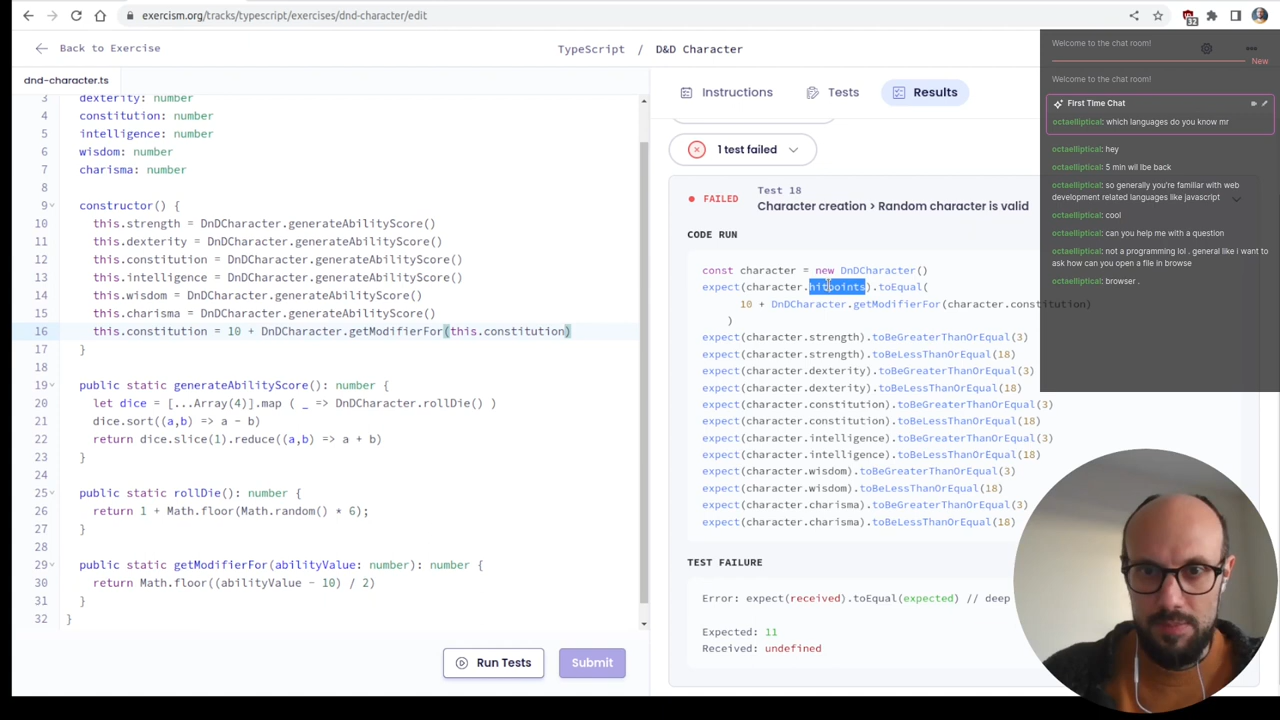 exercism.org/tracks/typescript/exercises/dnd-character/edit
32
Back to Exercise
TypeScript / D&D Character
dnd-character.ts
3 dexterity: number
4 constitution: number
5 intelligence: number
6 wisdom: number
7 charisma: number
8
9 constructor() {
10 this.strength = DnDCharacter.generateAbilityScore()
11 this.dexterity = DnDCharacter.generateAbilityScore()
12 this.constitution = DnDCharacter.generateAbilityScore()
13 this.intelligence = DnDCharacter.generateAbilityScore()
14 this.wisdom = DnDCharacter.generateAbilityScore()
15 this.charisma = DnDCharacter.generateAbilityScore()
16 this.constitution = 10 + DnDCharacter.getModifierFor(this.constitution)
17 }
18
19 public static generateAbilityScore(): number {
20 let dice = [...Array(4)].map ( _ => DnDCharacter.rollDie() )
21 dice.sort((a,b) => a - b)
22 return dice.slice(1).reduce((a,b) => a + b)
23 }
24
25 public static rollDie(): number {
26 return 1 + Math.floor(Math.random() * 6);
27 }
28
29 public static getModifierFor(abilityValue: number): number {
30 return Math.floor((abilityValue - 10) / 2)
31 }
32 }
Run Tests
Submit
Instructions
Tests
Results
1 test failed
FAILED
Test 18
Character creation > Random character is valid
CODE RUN
const character = new DnDCharacter()
expect(character.hitpoints).toEqual(
10 + DnDCharacter.getModifierFor(character.constitution)
)
expect(character.strength).toBeGreaterThanOrEqual(3)
expect(character.strength).toBeLessThanOrEqual(18)
expect(character.dexterity).toBeGreaterThanOrEqual(3)
expect(character.dexterity).toBeLessThanOrEqual(18)
expect(character.constitution).toBeGreaterThanOrEqual(3)
expect(character.constitution).toBeLessThanOrEqual(18)
expect(character.intelligence).toBeGreaterThanOrEqual(3)
expect(character.intelligence).toBeLessThanOrEqual(18)
expect(character.wisdom).toBeGreaterThanOrEqual(3)
expect(character.wisdom).toBeLessThanOrEqual(18)
expect(character.charisma).toBeGreaterThanOrEqual(3)
expect(character.charisma).toBeLessThanOrEqual(18)
TEST FAILURE
Error: expect(received).toEqual(expected) // deep
Expected: 11
Received: undefined
Welcome to the chat room!
New
Welcome to the chat room!
First Time Chat
octaelliptical: which languages do you know mr
octaelliptical: hey
octaelliptical: 5 min wil lbe back
octaelliptical: so generally you're familiar with web
development related languages like javascript
octaelliptical: cool
octaelliptical: can you help me with a question
octaelliptical: not a programming lol . general like i want to
ask how can you open a file in browse
octaelliptical: browser .